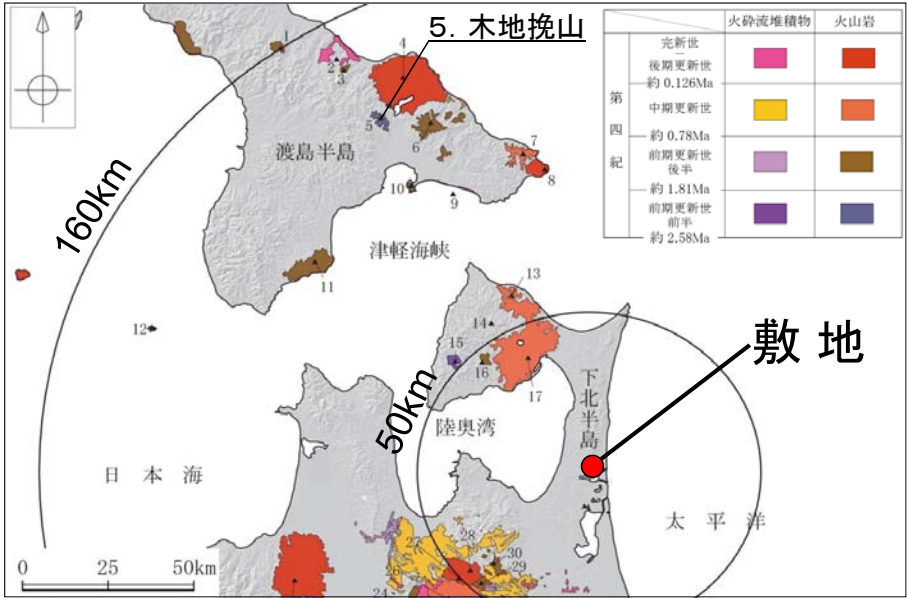 5. 木地挽山
火砕流堆積物
火山岩
第四紀
完新世
―
後期更新世
約 0.126Ma
中期更新世
約 0.78Ma
前期更新世
後半
約 1.81Ma
前期更新世
前半
約 2.58Ma
1
2
3
4
5
6
7
8
9
10
11
12
13
14
15
16
17
渡島半島
160km
津軽海峡
敷 地
下北半島
50km
陸奥湾
日 本 海
太 平 洋
27
28
30
29
26
24
0 25 50km